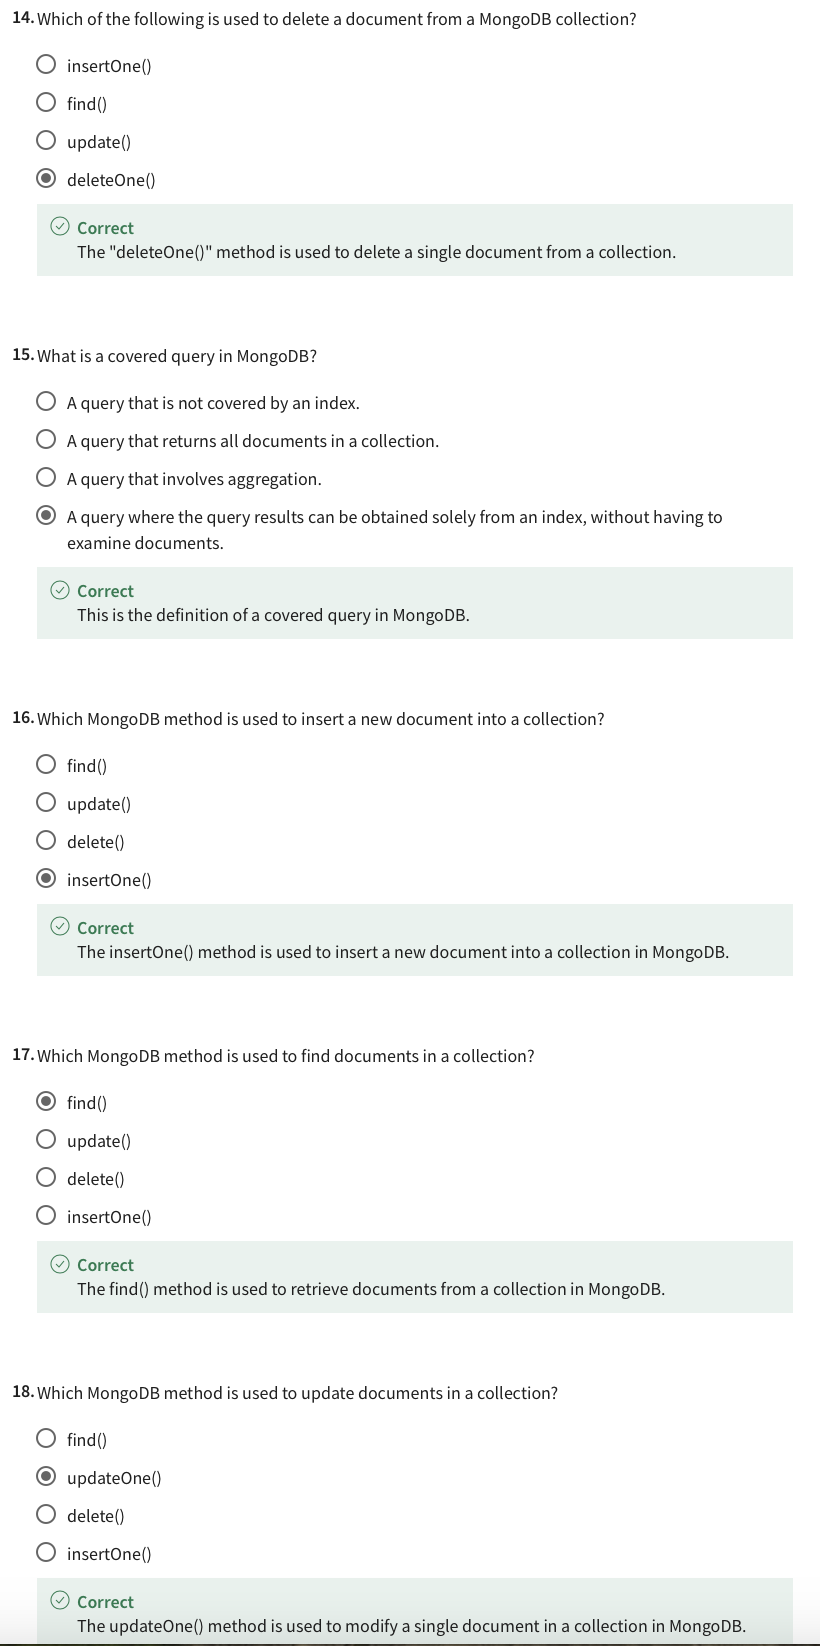 14. Which of the following is used to delete a document from a MongoDB collection?
insertOne()
find()
update()
deleteOne()
Correct
The "deleteOne()" method is used to delete a single document from a collection.
15. What is a covered query in MongoDB?
A query that is not covered by an index.
A query that returns all documents in a collection.
A query that involves aggregation.
A query where the query results can be obtained solely from an index, without having to
examine documents.
Correct
This is the definition of a covered query in MongoDB.
16. Which MongoDB method is used to insert a new document into a collection?
find()
update()
delete()
insertOne()
Correct
The insertOne() method is used to insert a new document into a collection in MongoDB.
17. Which MongoDB method is used to find documents in a collection?
find()
update()
delete()
insertOne()
Correct
The find() method is used to retrieve documents from a collection in MongoDB.
18. Which MongoDB method is used to update documents in a collection?
find()
updateOne()
delete()
insertOne()
Correct
The updateOne() method is used to modify a single document in a collection in MongoDB.